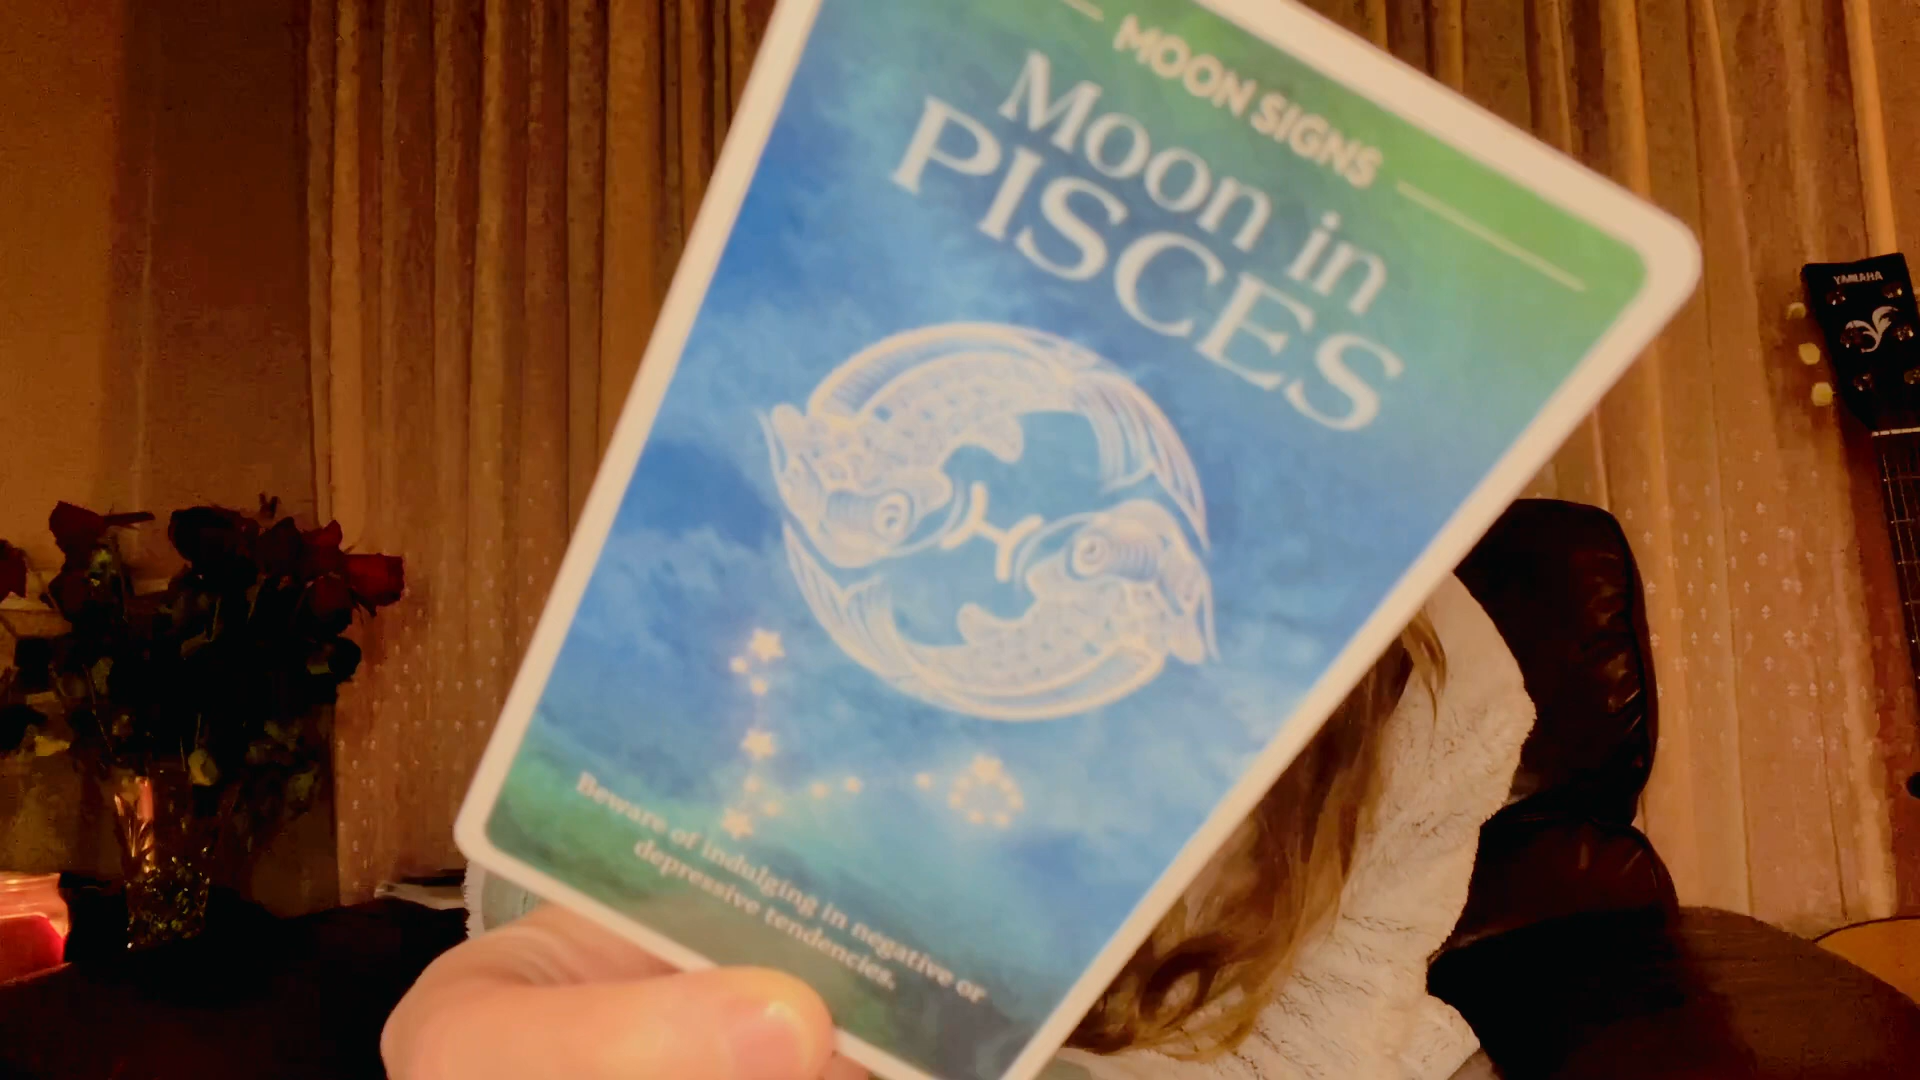 MOON SIGNS
Moon in
PISCES
Beware of indulging in negative or
depressive tendencies.
YAMAHA